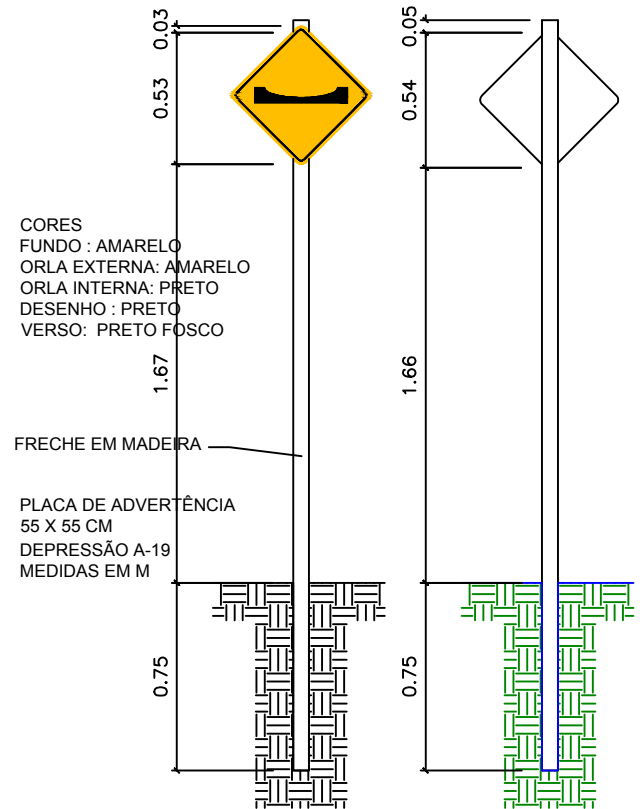 0.03
0.53
CORES
FUNDO : AMARELO
ORLA EXTERNA: AMARELO
ORLA INTERNA: PRETO
DESENHO : PRETO
VERSO:  PRETO FOSCO
1.67
FRECHE EM MADEIRA
PLACA DE ADVERTÊNCIA
55 X 55 CM
DEPRESSÃO A-19
MEDIDAS EM M
0.75
0.05
0.54
1.66
0.75